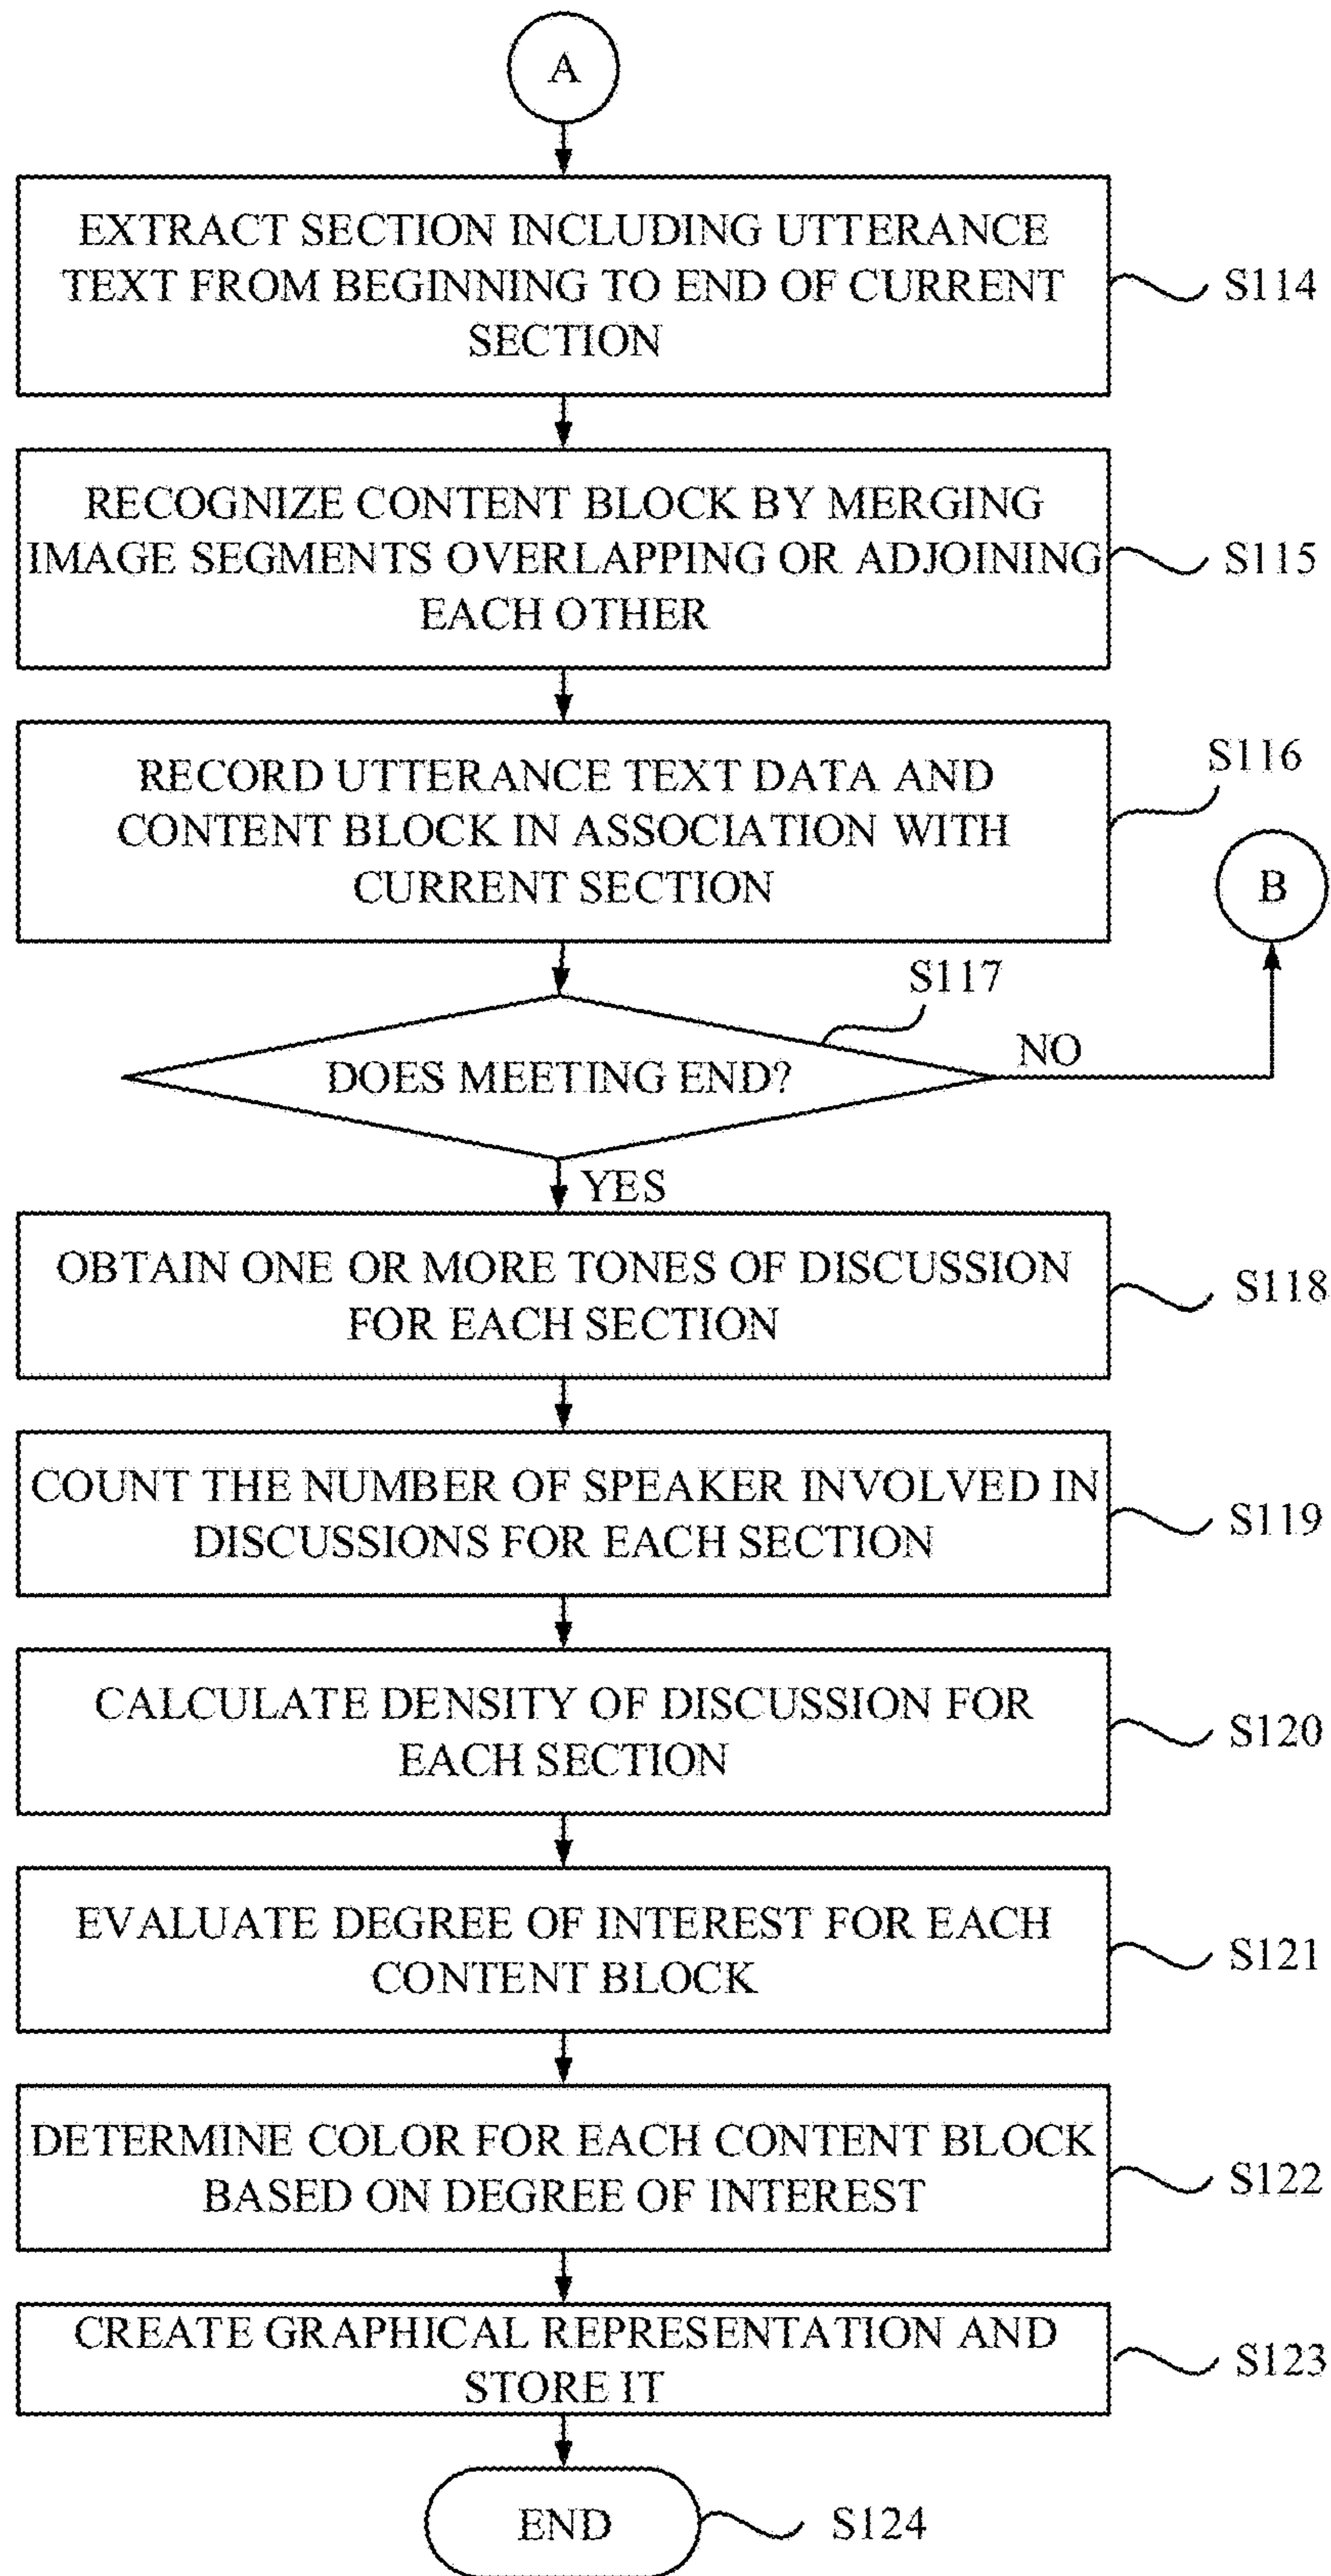 A
EXTRACT SECTION INCLUDING UTTERANCE
TEXT FROM BEGINNING TO END OF CURRENT
SECTION
S114
RECOGNIZE CONTENT BLOCK BY MERGING
IMAGE SEGMENTS OVERLAPPING OR ADJOINING
EACH OTHER
S115
RECORD UTTERANCE TEXT DATA AND
CONTENT BLOCK IN ASSOCIATION WITH
CURRENT SECTION
S116
B
S117
DOES MEETING END?
NO
YES
OBTAIN ONE OR MORE TONES OF DISCUSSION
FOR EACH SECTION
S118
COUNT THE NUMBER OF SPEAKER INVOLVED IN
DISCUSSIONS FOR EACH SECTION
S119
CALCULATE DENSITY OF DISCUSSION FOR
EACH SECTION
S120
EVALUATE DEGREE OF INTEREST FOR EACH
CONTENT BLOCK
S121
DETERMINE COLOR FOR EACH CONTENT BLOCK
BASED ON DEGREE OF INTEREST
S122
CREATE GRAPHICAL REPRESENTATION AND
STORE IT
S123
END
S124